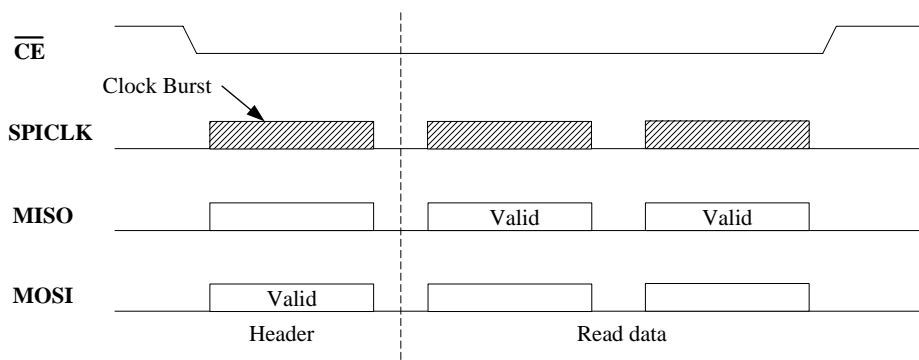 CE
Clock Burst
SPICLK
MISO
Valid
Valid
MOSI
Valid
Header
Read data